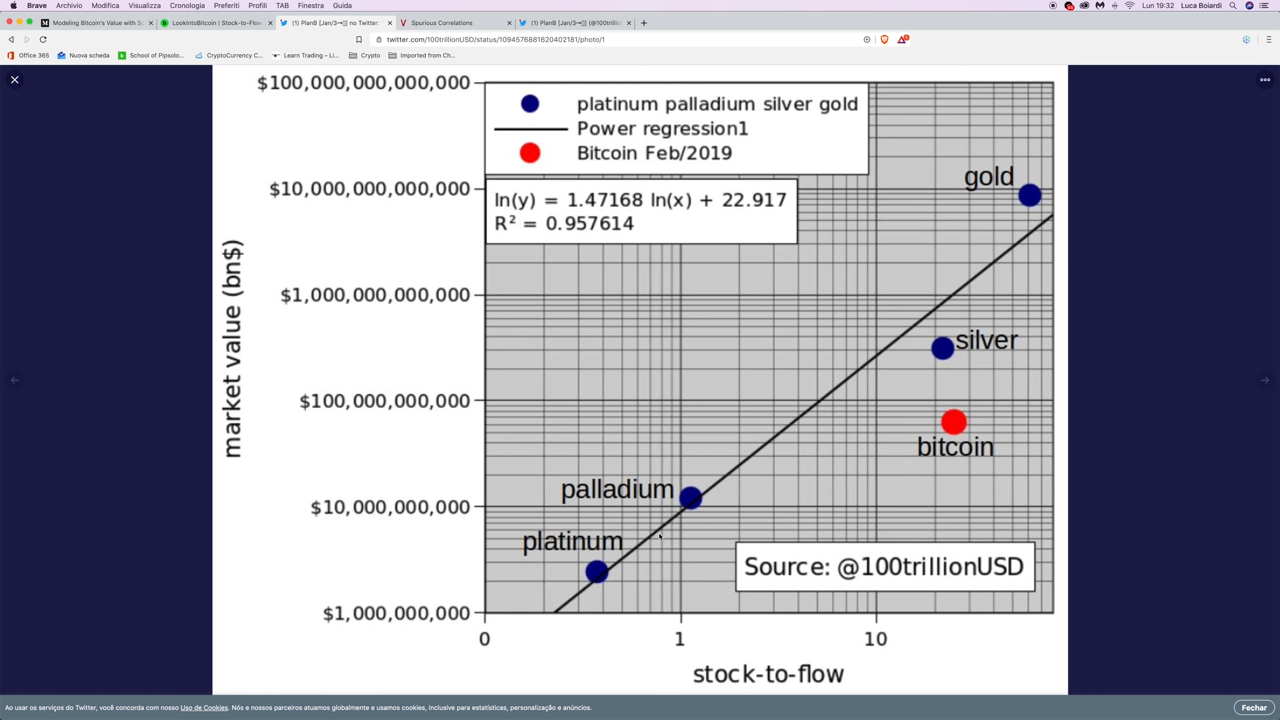 Brave Archivio Modifica Visualizza Cronologia Preferiti Profili TAB Finestra Guida Lun 19:32 Luca Boiardi
Modeling Bitcoin's Value with Sc LookIntoBitcoin | Stock-to-Flow (1) PlanB [Jan/3➞₿] no Twitter: Spurious Correlations (1) PlanB [Jan/3➞₿] (@100trillio
twitter.com/100trillionUSD/status/1094576881620402181/photo/1
Office 365 Nuova scheda School of Pipsolo... CryptoCurrency C... Learn Trading – Li... Crypto Imported from Ch...
$100,000,000,000,000
platinum palladium silver gold
Power regression1
Bitcoin Feb/2019
gold
$10,000,000,000,000
ln(y) = 1.47168 ln(x) + 22.917
R² = 0.957614
market value (bn$)
$1,000,000,000,000
silver
$100,000,000,000
bitcoin
palladium
$10,000,000,000
platinum
Source: @100trillionUSD
$1,000,000,000
0 1 10
stock-to-flow
Ao usar os serviços do Twitter, você concorda com nosso Uso de Cookies. Nós e nossos parceiros atuamos globalmente e usamos cookies, inclusive para estatísticas, personalização e anúncios.
Fechar